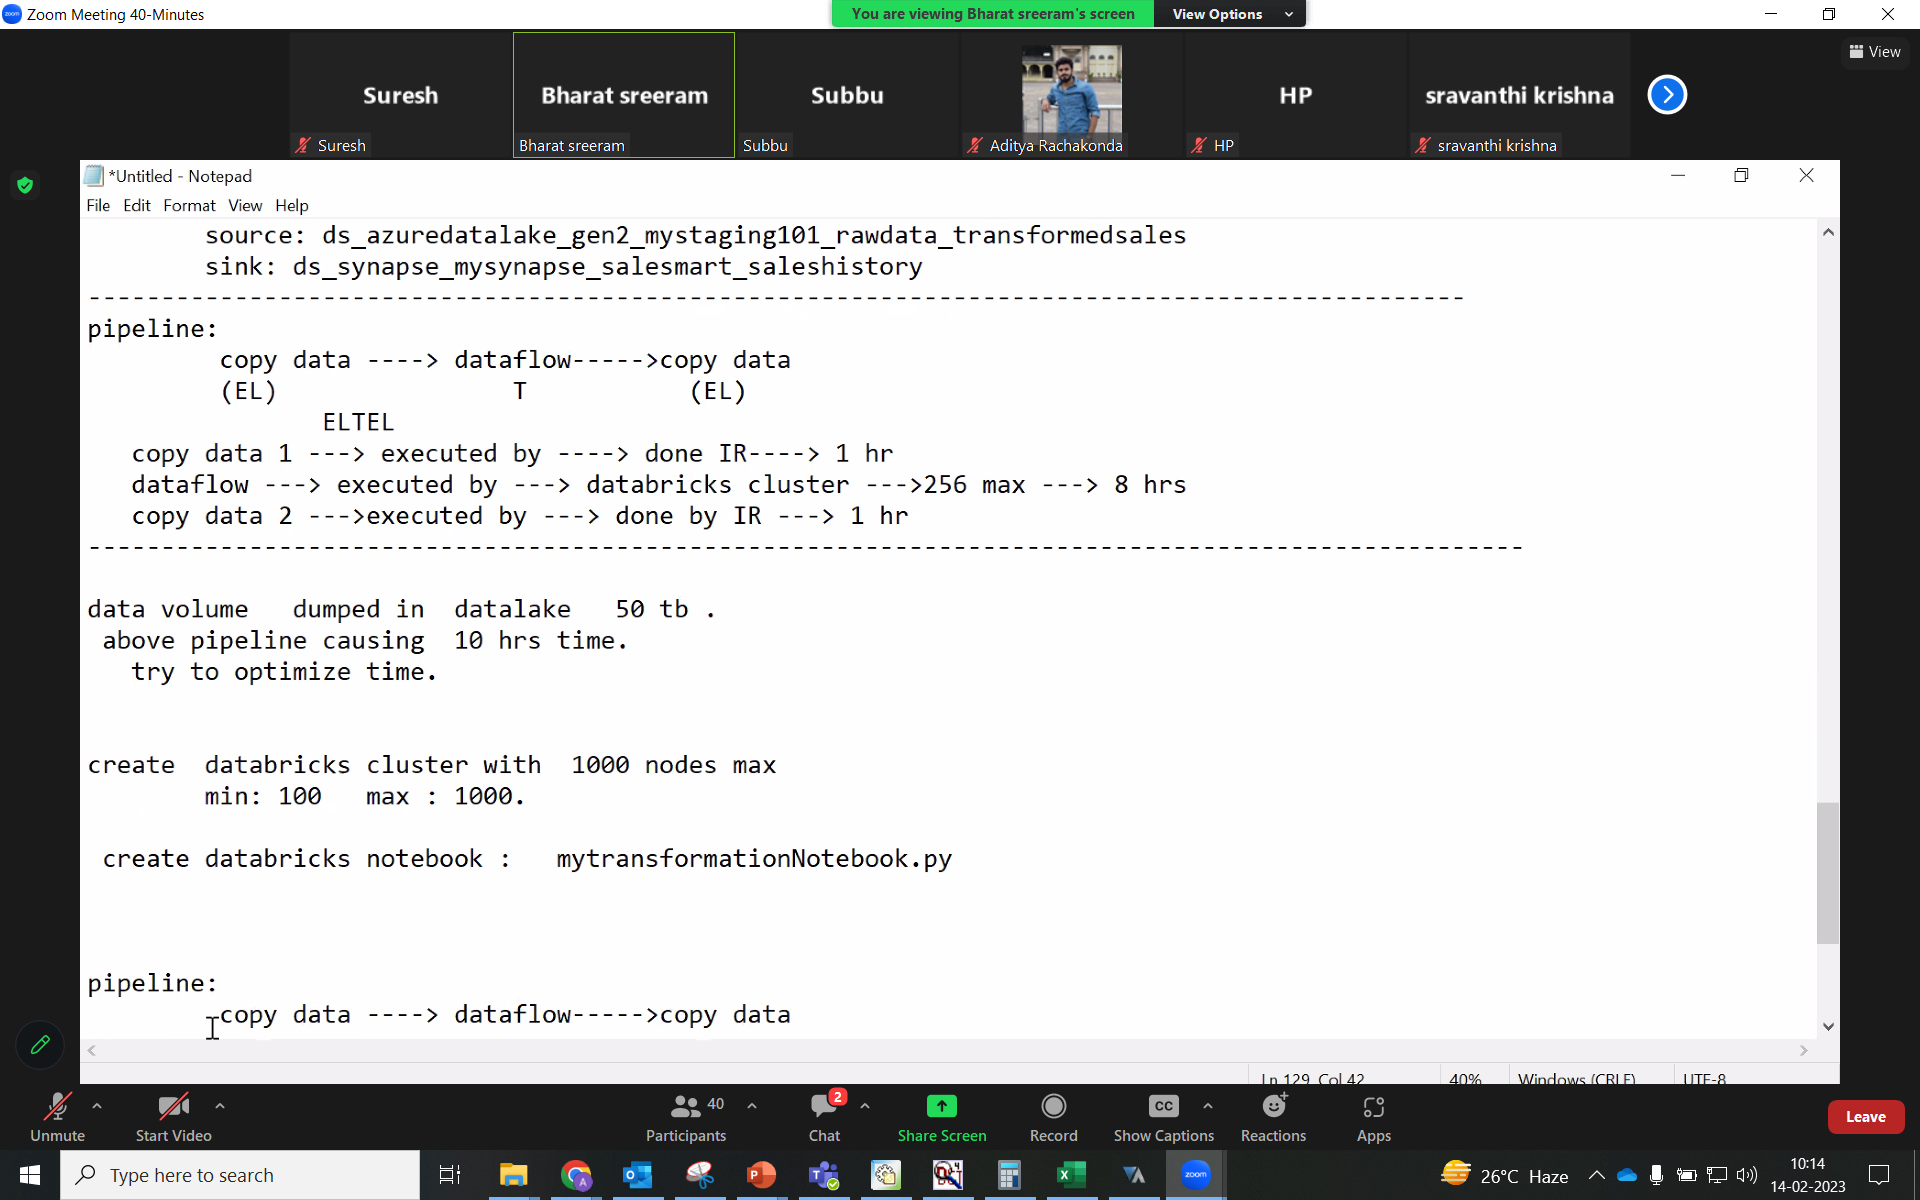 Zoom Meeting 40-Minutes
You are viewing Bharat sreeram's screen
View Options
View
Suresh
Bharat sreeram
Subbu
HP
sravanthi krishna
Suresh
Bharat sreeram
Subbu
Aditya Rachakonda
HP
sravanthi krishna
*Untitled - Notepad
File Edit Format View Help
source: ds_azuredatalake_gen2_mystaging101_rawdata_transformedsales
sink: ds_synapse_mysynapse_salesmart_saleshistory
-----------------------------------------------------------------------------------------------
pipeline:
copy data ----> dataflow----->copy data
(EL) T (EL)
ELTEL
copy data 1 ---> executed by ----> done IR----> 1 hr
dataflow ---> executed by ---> databricks cluster --->256 max ---> 8 hrs
copy data 2 --->executed by ---> done by IR ---> 1 hr
---------------------------------------------------------------------------------------------------
data volume dumped in datalake 50 tb .
above pipeline causing 10 hrs time.
try to optimize time.
create databricks cluster with 1000 nodes max
min: 100 max : 1000.
create databricks notebook : mytransformationNotebook.py
pipeline:
copy data ----> dataflow----->copy data
Ln 129, Col 42
40%
Windows (CRLF)
UTF-8
Unmute
Start Video
40
Participants
2
Chat
Share Screen
Record
CC
Show Captions
Reactions
Apps
Leave
Type here to search
zoom
26°C Haze
10:14
14-02-2023